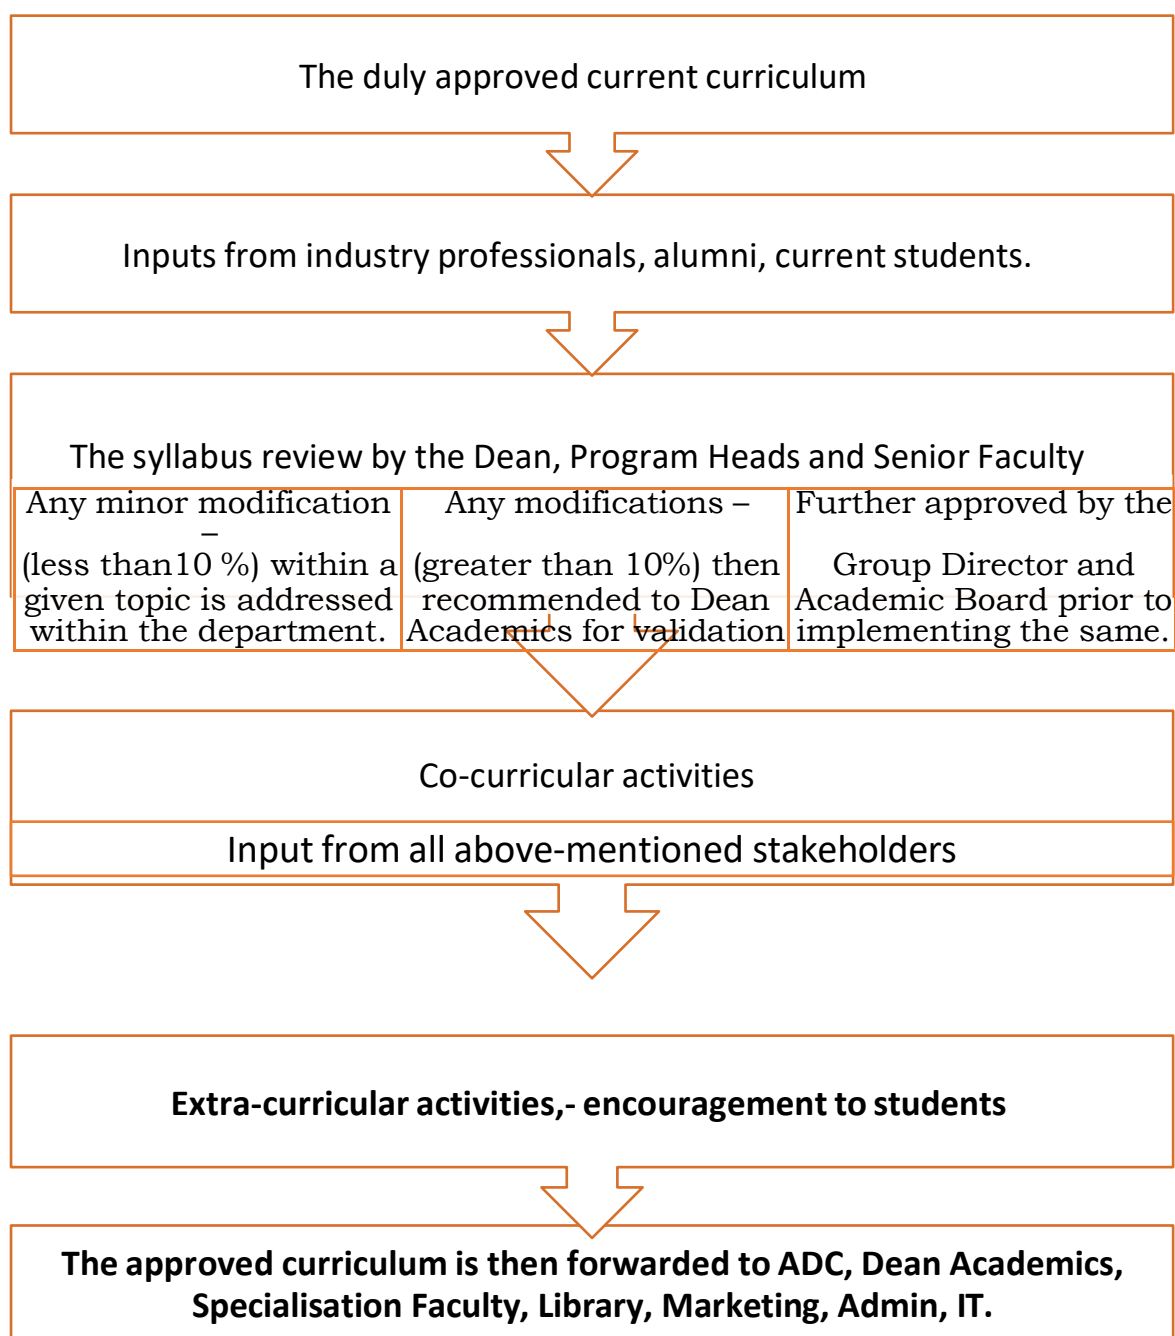 The duly approved current curriculum
Inputs from industry professionals, alumni, current students.
The syllabus review by the Dean, Program Heads and Senior Faculty
Any minor modification
–
(less than10 %) within a
given topic is addressed
within the department.
Any modifications –
(greater than 10%) then
recommended to Dean
Academics for validation
Further approved by the
Group Director and
Academic Board prior to
implementing the same.
Co-curricular activities
Input from all above-mentioned stakeholders
Extra-curricular activities,- encouragement to students
The approved curriculum is then forwarded to ADC, Dean Academics,
Specialisation Faculty, Library, Marketing, Admin, IT.